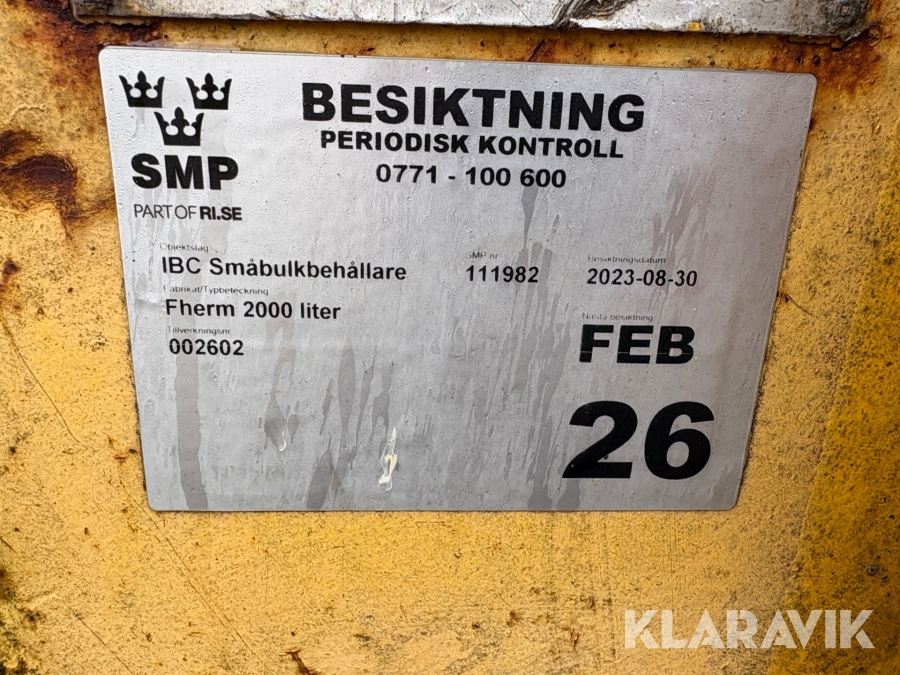 SMP
PART OF RI.SE
BESIKTNING
PERIODISK KONTROLL
0771 - 100 600
Objektslag
IBC Småbulkbehållare
SMP nr
111982
Besiktningsdatum
2023-08-30
Fabrikat/Typbeteckning
Fherm 2000 liter
Tillverkningsnr
002602
Nästa besiktning
FEB
26
KLARAVIK